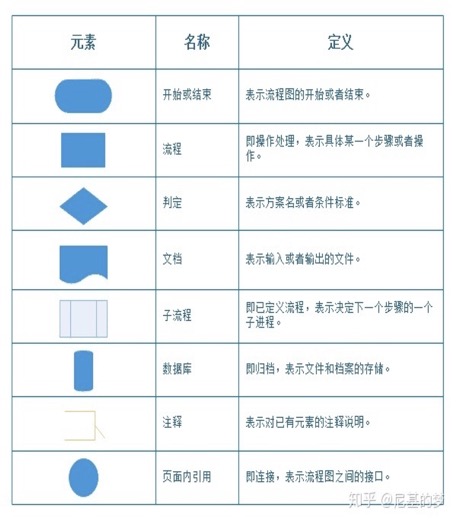 元素 名称 定义
开始或结束 表示流程图的开始或者结束。
流程 即操作处理，表示具体某一个步骤或者操
作。
判定 表示方案名或者条件标准。
文档 表示输入或者输出的文件。
子流程 即已定义流程，表示决定下一个步骤的一个
子进程。
数据库 即归档，表示文件和档案的存储。
注释 表示对已有元素的注释说明。
页面内引用 即连接，表示流程图之间的接口。
知乎 @尼基的梦